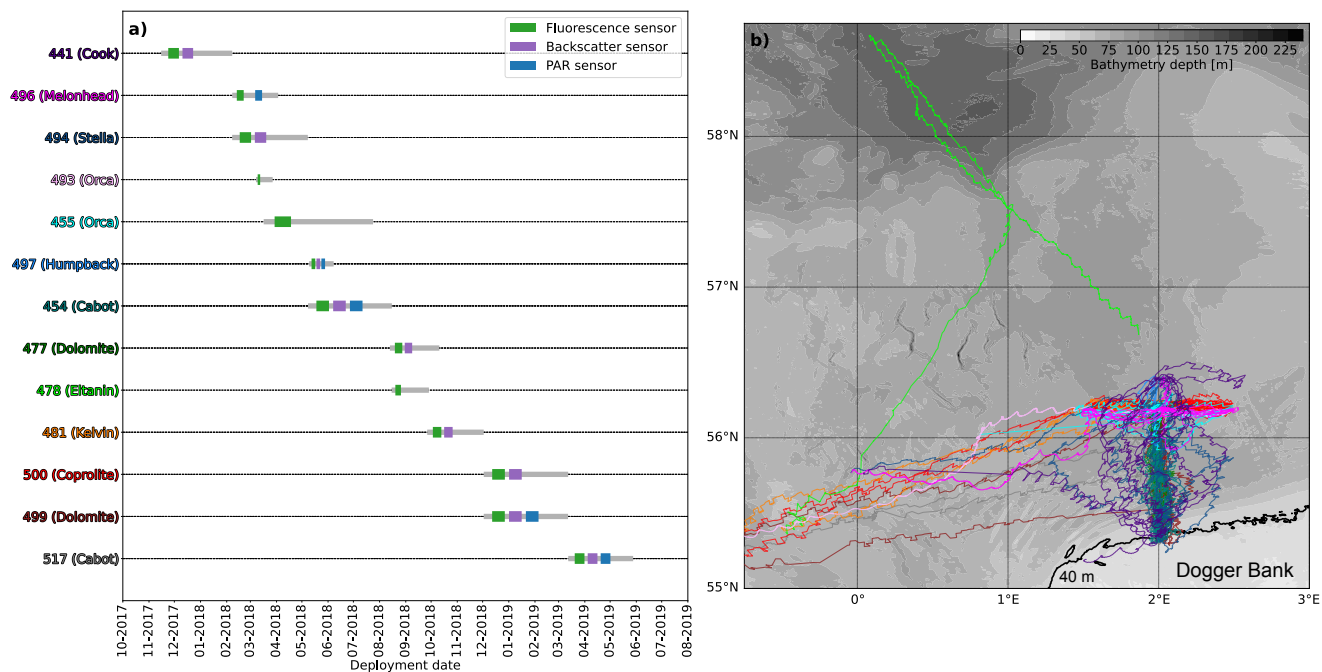 a)
Fluorescence sensor
Backscatter sensor
PAR sensor
441 (Cook)
496 (Melonhead)
494 (Stella)
493 (Orca)
455 (Orca)
497 (Humpback)
454 (Cabot)
477 (Dolomite)
478 (Eltanin)
481 (Kelvin)
500 (Coprolite)
499 (Dolomite)
517 (Cabot)
10-2017
11-2017
12-2017
01-2018
02-2018
03-2018
04-2018
05-2018
06-2018
07-2018
08-2018
09-2018
10-2018
11-2018
12-2018
01-2019
02-2019
03-2019
04-2019
05-2019
06-2019
07-2019
08-2019
Deployment date
b)
0 25 50 75 100 125 150 175 200 225
Bathymetry depth [m]
58°N
57°N
56°N
55°N
40 m
Dogger Bank
0° 1°E 2°E 3°E